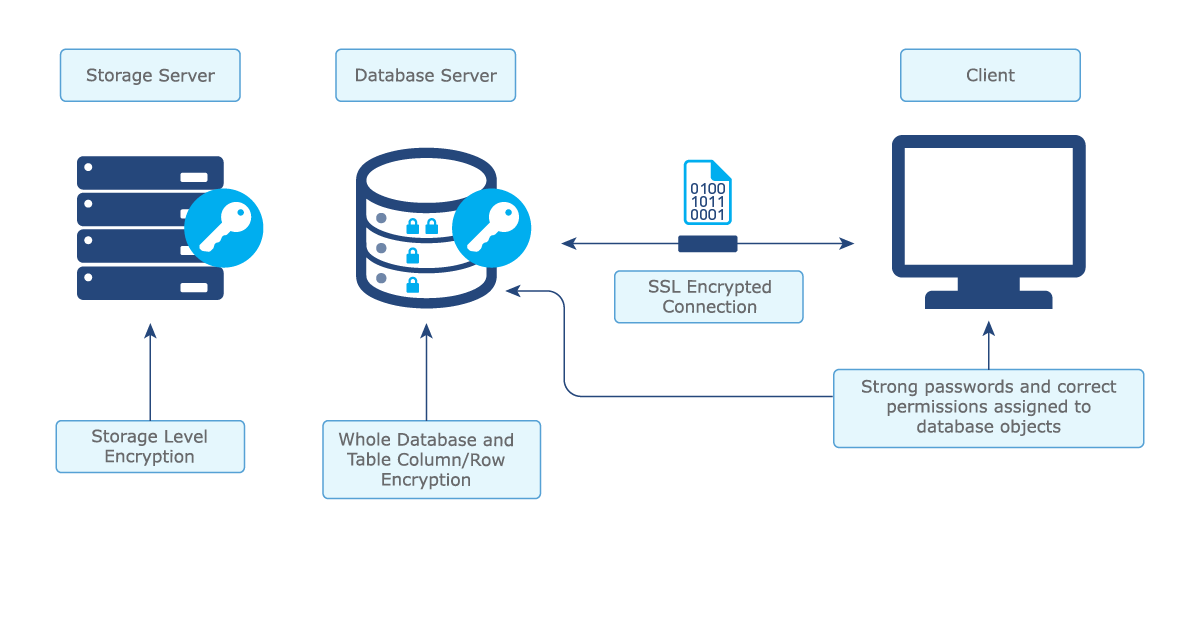 Storage Server
Database Server
Client
0100
1011
0001
SSL Encrypted
Connection
Storage Level
Encryption
Whole Database and
Table Column/Row
Encryption
Strong passwords and correct
permissions assigned to
database objects